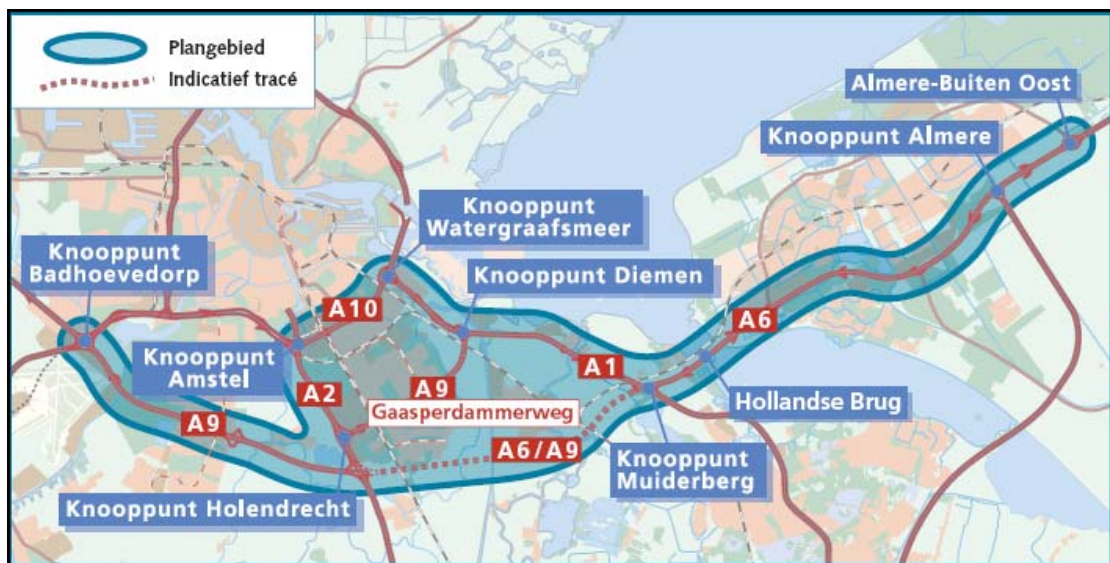 Plangebied
Indicatief tracé
Almere-Buiten Oost
Knooppunt Almere
Knooppunt
Watergraafsmeer
Knooppunt
Badhoevedorp
Knooppunt Diemen
A10
A6
Knooppunt
Amstel
A1
A2
A9
Hollandse Brug
Gaasperdammerweg
A9
A6/A9
Knooppunt
Muiderberg
Knooppunt Holendrecht